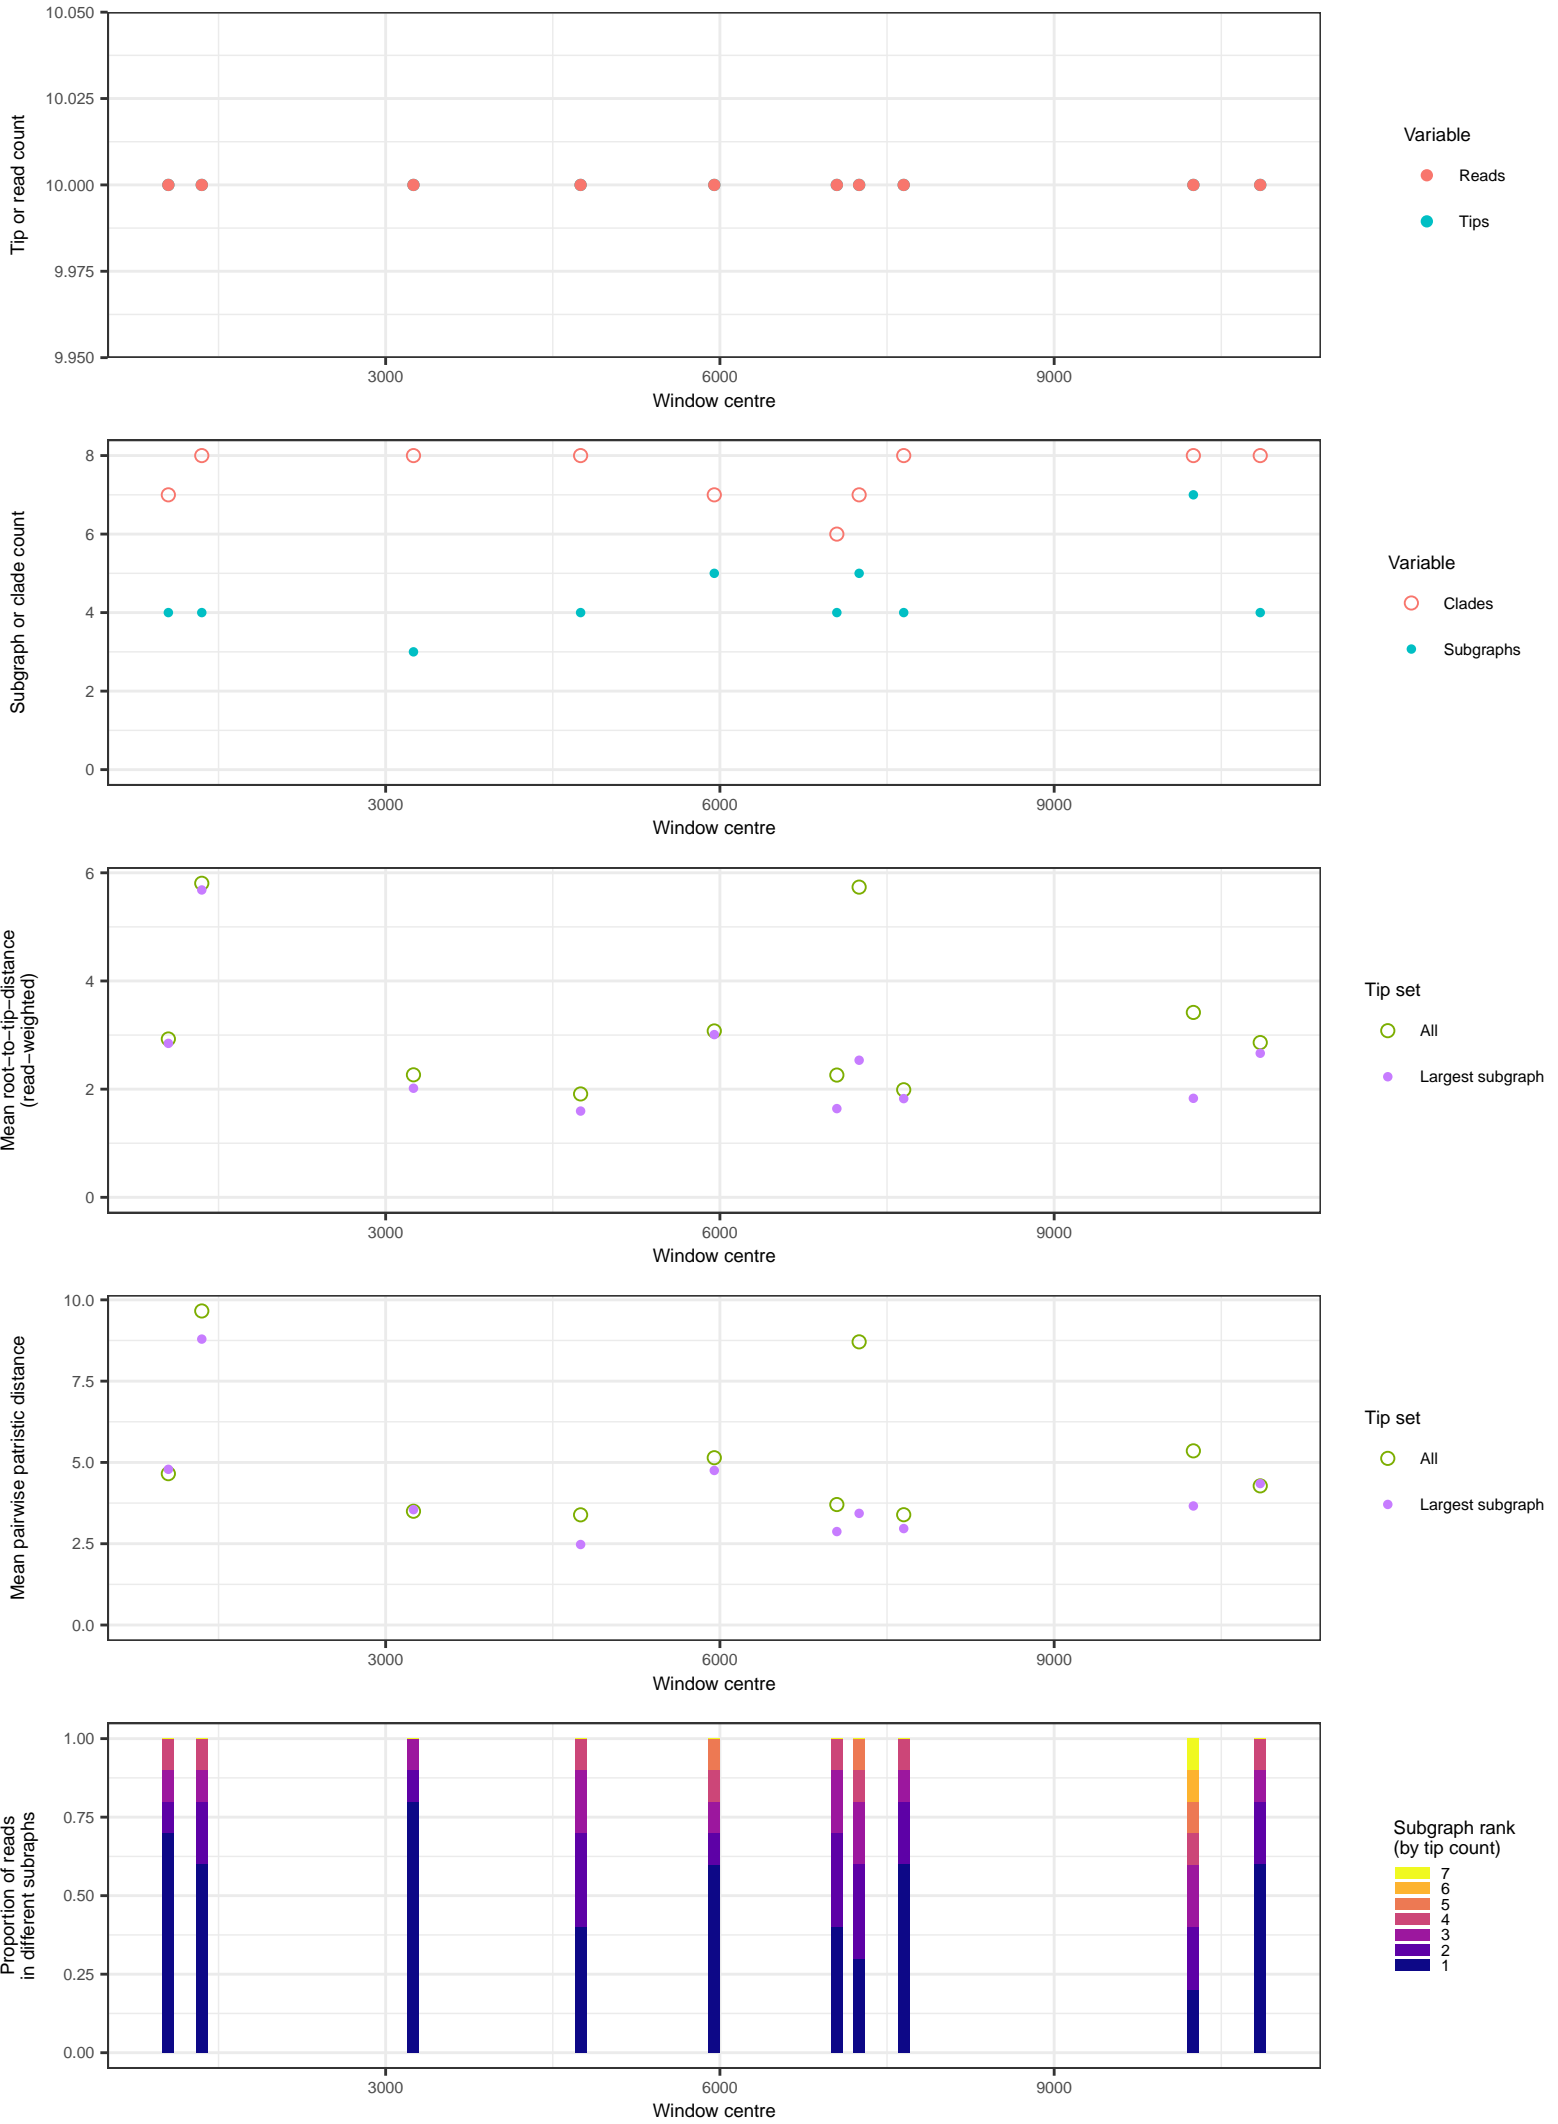 10.050
10.025
10.000
9.975
9.950
Tip or read count
3000
6000
9000
Window centre
Variable
Reads
Tips
8
6
4
2
0
Subgraph or clade count
3000
6000
9000
Window centre
Variable
Clades
Subgraphs
6
4
2
0
Mean root−to−tip−distance
(read−weighted)
3000
6000
9000
Window centre
Tip set
All
Largest subgraph
10.0
7.5
5.0
2.5
0.0
Mean pairwise patristic distance
3000
6000
9000
Window centre
Tip set
All
Largest subgraph
1.00
0.75
0.50
0.25
0.00
Proportion of reads
in different subraphs
3000
6000
9000
Window centre
Subgraph rank
(by tip count)
7
6
5
4
3
2
1